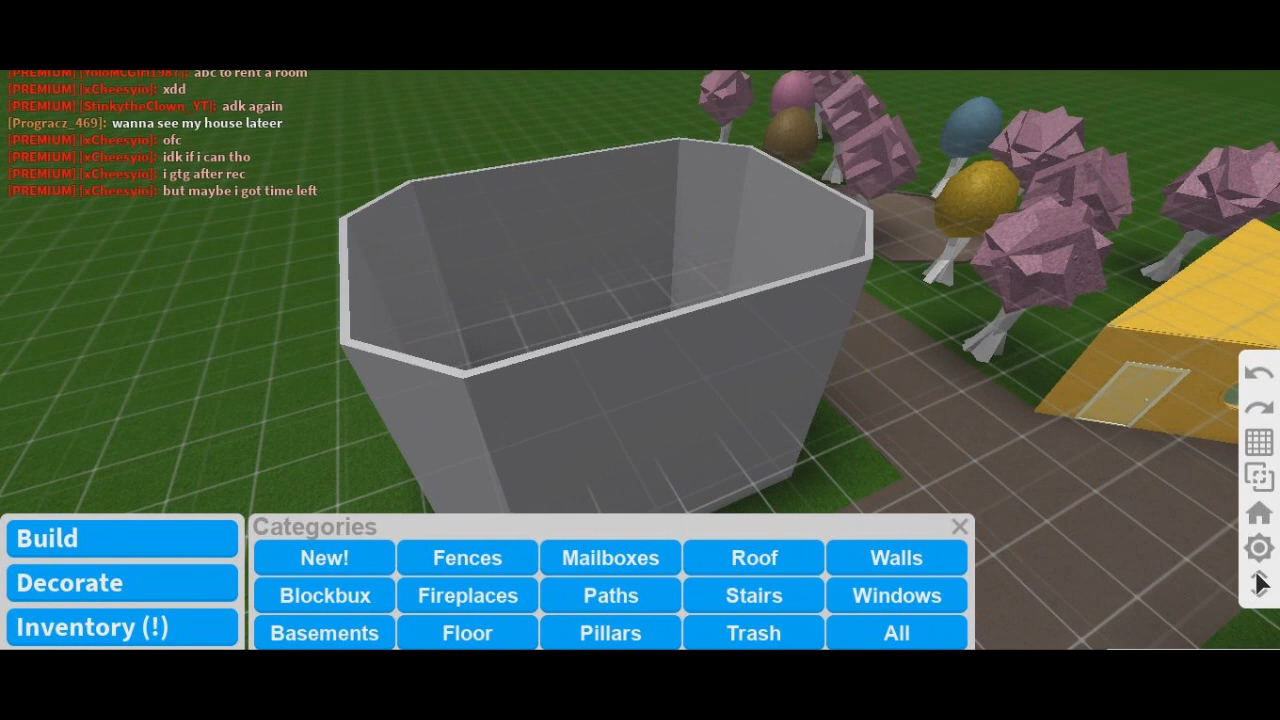 [PREMIUM] [YoloMcGirl1987]: abc to rent a room
[PREMIUM] [xCheesyio]: xdd
[PREMIUM] [StinkytheClown_YT]: adk again
[Progracz_469]: wanna see my house lateer
[PREMIUM] [xCheesyio]: ofc
[PREMIUM] [xCheesyio]: idk if i can tho
[PREMIUM] [xCheesyio]: i gtg after rec
[PREMIUM] [xCheesyio]: but maybe i got time left
Build
Decorate
Inventory (!)
Categories
New! Fences Mailboxes Roof Walls
Blockbux Fireplaces Paths Stairs Windows
Basements Floor Pillars Trash All